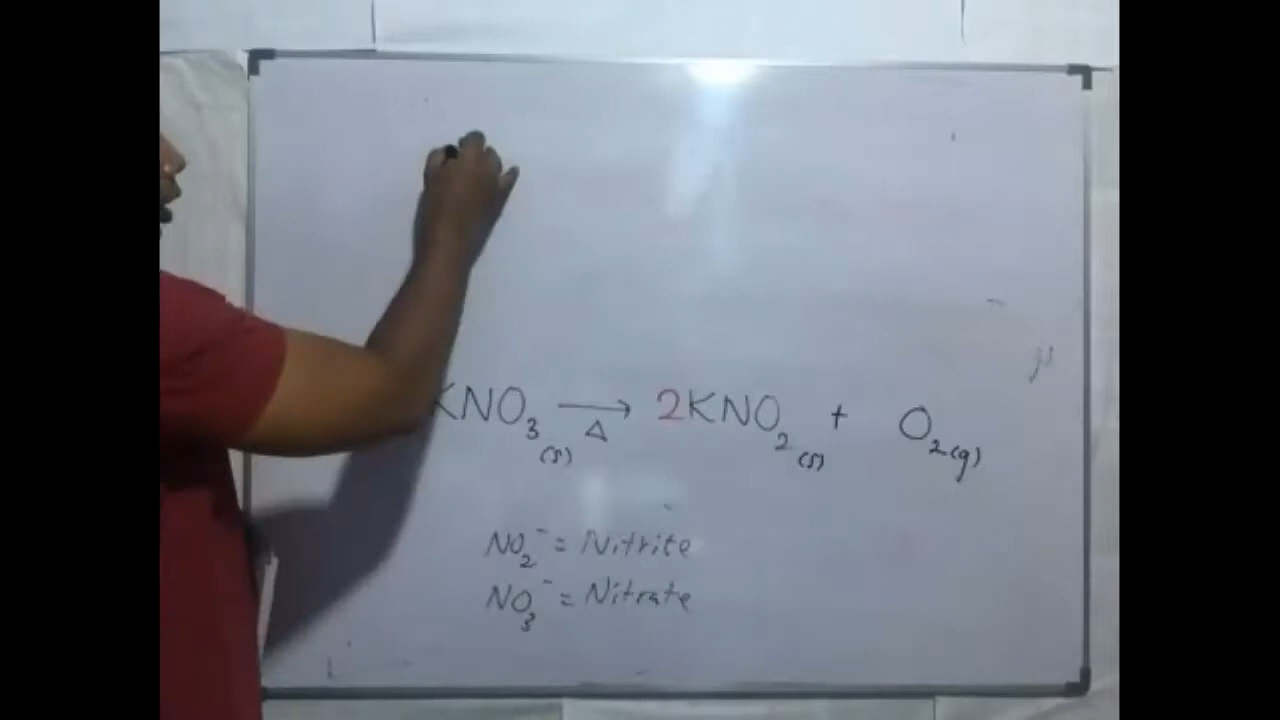 KNO₃(s) —Δ→ 2KNO₂(s) + O₂(g)
NO₂⁻ = Nitrite
NO₃⁻ = Nitrate